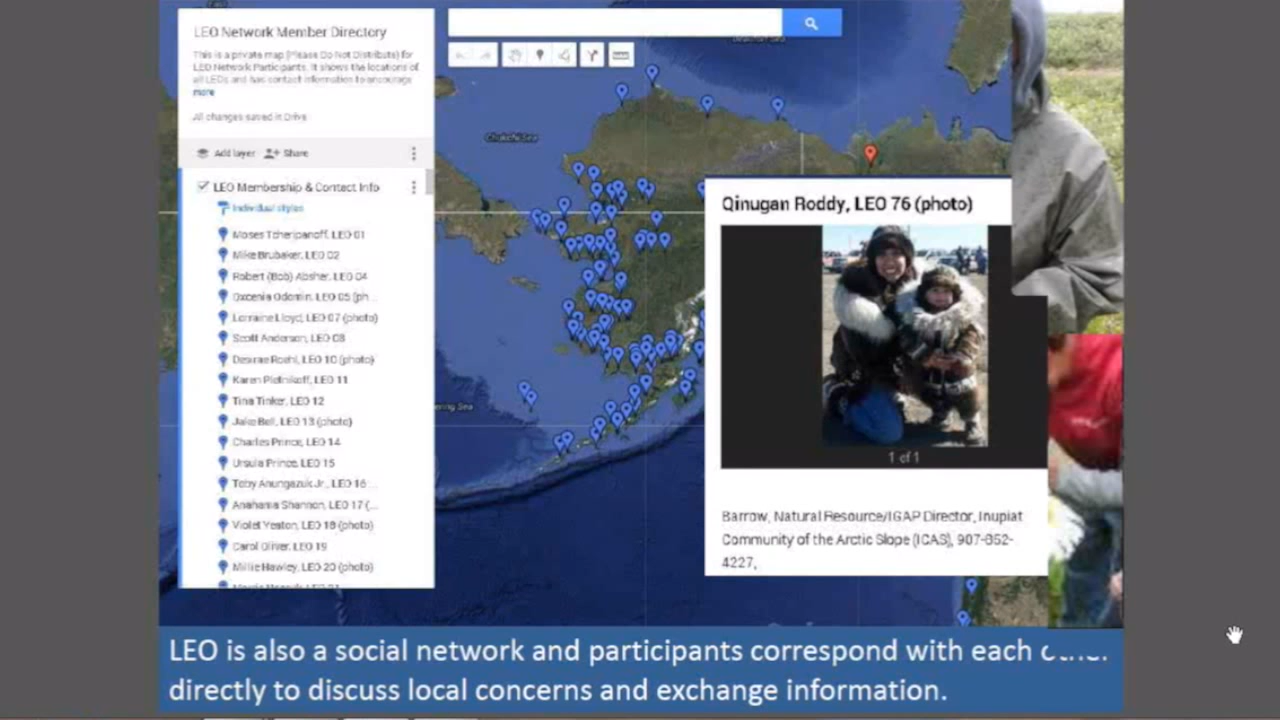 LEO Network Member Directory
This is a private map (Please Do Not Distribute) for
LEO Network Participants. It shows the locations of
all LEOs and has contact information to encourage
more
All changes saved in Drive
Add layer Share
LEO Membership & Contact Info
Individual styles
Moses Tcheripanoff, LEO 01
Mike Brubaker, LEO 02
Robert (Bob) Absher, LEO 04
LEO 05 (ph...
Lorraine Lloyd, LEO 07 (photo)
Scott Anderson, LEO 08
Desirae Roehl, LEO 10 (photo)
Karen Pletnikoff, LEO 11
Tina Tinker, LEO 12
Jake Bell, LEO 13 (photo)
Charles Prince, LEO 14
Ursula Prince, LEO 15
Toby Anungazuk Jr., LEO 16 ...
Anahama Shannon, LEO 17 (...
Violet Yeaton, LEO 18 (photo)
Carol Oliver, LEO 19
Millie Hawley, LEO 20 (photo)
Chukchi Sea
Beaufort Sea
ering Sea
Qinugan Roddy, LEO 76 (photo)
1 of 1
Barrow, Natural Resource/IGAP Director, Inupiat
Community of the Arctic Slope (ICAS), 907-852-
4227,
LEO is also a social network and participants correspond with each other
directly to discuss local concerns and exchange information.